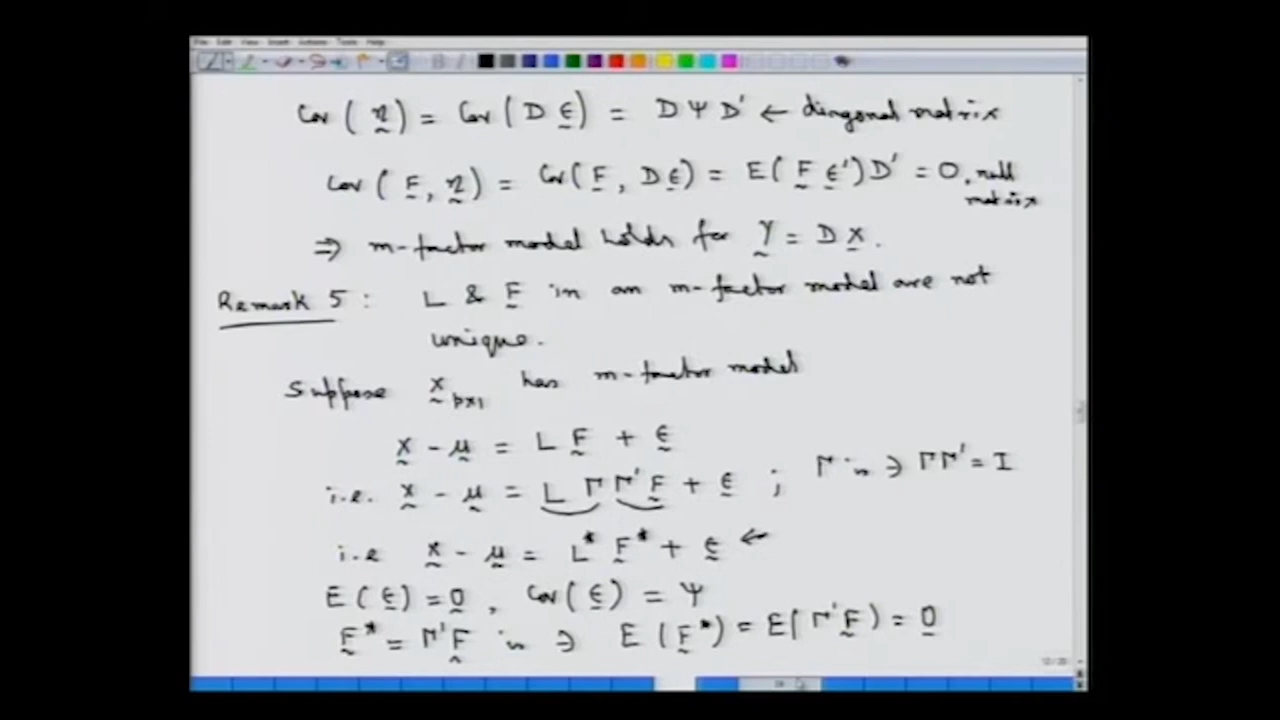 Cov ( η̰ ) = Cov ( D ε̰ ) = D Ψ D′ ← diagonal matrix
Cov ( F̰ , η̰ ) = Cov( F̰ , D ε̰ ) = E( F̰ ε̰′ ) D′ = 0, null matrix
⇒ m-factor model holds for Y̰ = D x̰ .
Remark 5 : L & F̰ in an m-factor model are not
unique.
Suppose x̰ p×1 has m-factor model
x̰ - μ̰ = L F̰ + ε̰
i.e. x̰ - μ̰ = L Γ Γ′ F̰ + ε̰ ; Γ is ∋ ΓΓ′ = I
i.e x̰ - μ̰ = L* F̰* + ε̰ ←
E ( ε̰ ) = 0̰ , Cov ( ε̰ ) = Ψ
F̰* = Γ′ F̰ is ∋ E ( F̰* ) = E( Γ′ F̰ ) = 0̰